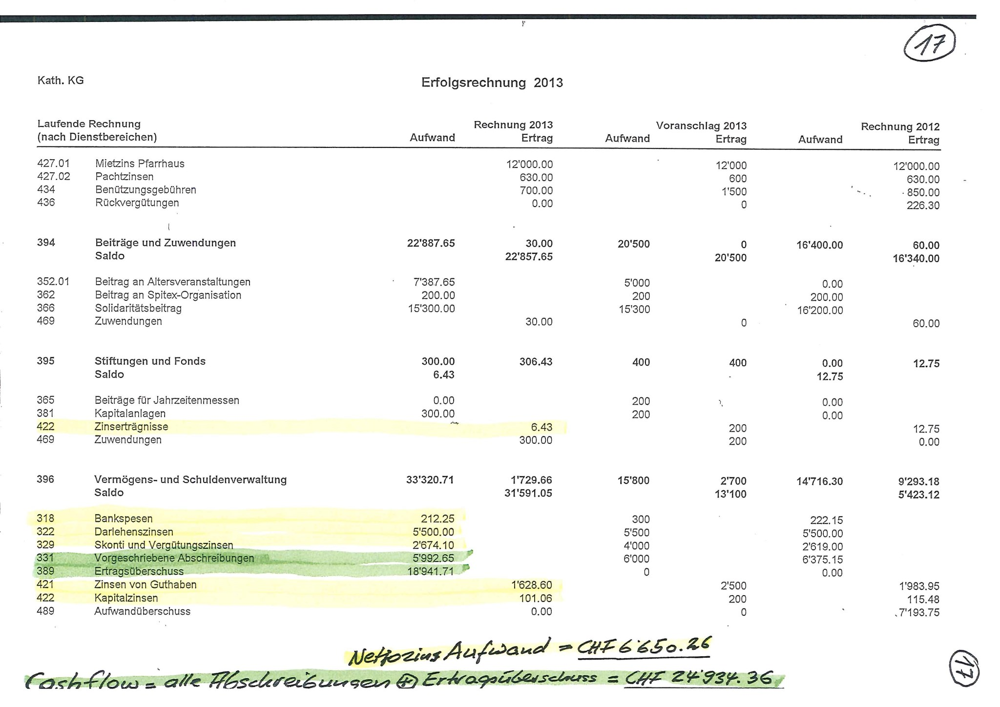 17
Kath. KG Erfolgsrechnung 2013
Laufende Rechnung Rechnung 2013 Voranschlag 2013 Rechnung 2012
(nach Dienstbereichen) Aufwand Ertrag Aufwand Ertrag Aufwand Ertrag
427.01 Mietzins Pfarrhaus 12'000.00 12'000 12'000.00
427.02 Pachtzinsen 630.00 600 630.00
434 Benützungsgebühren 700.00 1'500 850.00
436 Rückvergütungen 0.00 0 226.30
394 Beiträge und Zuwendungen 22'887.65 30.00 20'500 0 16'400.00 60.00
Saldo 22'857.65 20'500 16'340.00
352.01 Beitrag an Altersveranstaltungen 7'387.65 5'000 0.00
362 Beitrag an Spitex-Organisation 200.00 200 200.00
366 Solidaritätsbeitrag 15'300.00 15'300 16'200.00
469 Zuwendungen 30.00 0 60.00
395 Stiftungen und Fonds 300.00 306.43 400 400 0.00 12.75
Saldo 6.43 - 12.75
365 Beiträge für Jahrzeitenmessen 0.00 200 0.00
381 Kapitalanlagen 300.00 200 0.00
422 Zinserträgnisse 6.43 200 12.75
469 Zuwendungen 300.00 200 0.00
396 Vermögens- und Schuldenverwaltung 33'320.71 1'729.66 15'800 2'700 14'716.30 9'293.18
Saldo 31'591.05 13'100 5'423.12
318 Bankspesen 212.25 300 222.15
322 Darlehenszinsen 5'500.00 5'500 5'500.00
329 Skonti und Vergütungszinsen 2'674.10 4'000 2'619.00
331 Vorgeschriebene Abschreibungen 5'992.65 6'000 6'375.15
389 Ertragsüberschuss 18'941.71 0 0.00
421 Zinsen von Guthaben 1'628.60 2'500 1'983.95
422 Kapitalzinsen 101.06 200 115.48
489 Aufwandüberschuss 0.00 0 7'193.75
Nettozins Aufwand = CHF 6'650.26
Cashflow = alle Abschreibungen + Ertragsüberschuss = CHF 24'934.36
17